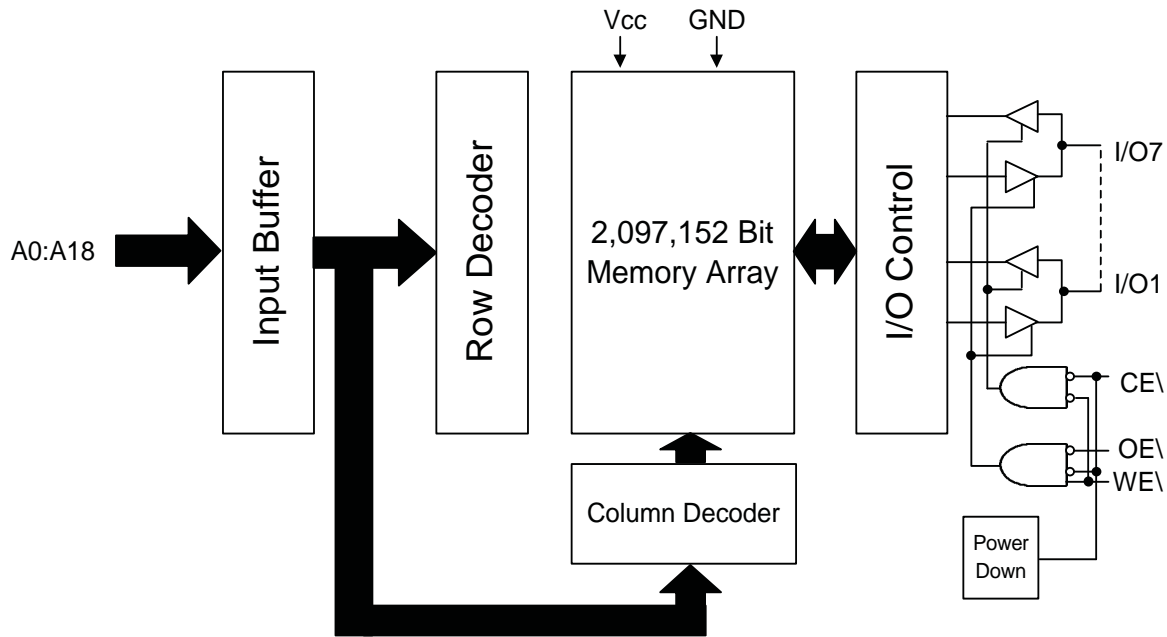 Vcc GND
A0:A18
Input Buffer
Row Decoder
2,097,152 Bit
Memory Array
I/O Control
I/O7
I/O1
CE\
OE\
WE\
Column Decoder
Power
Down